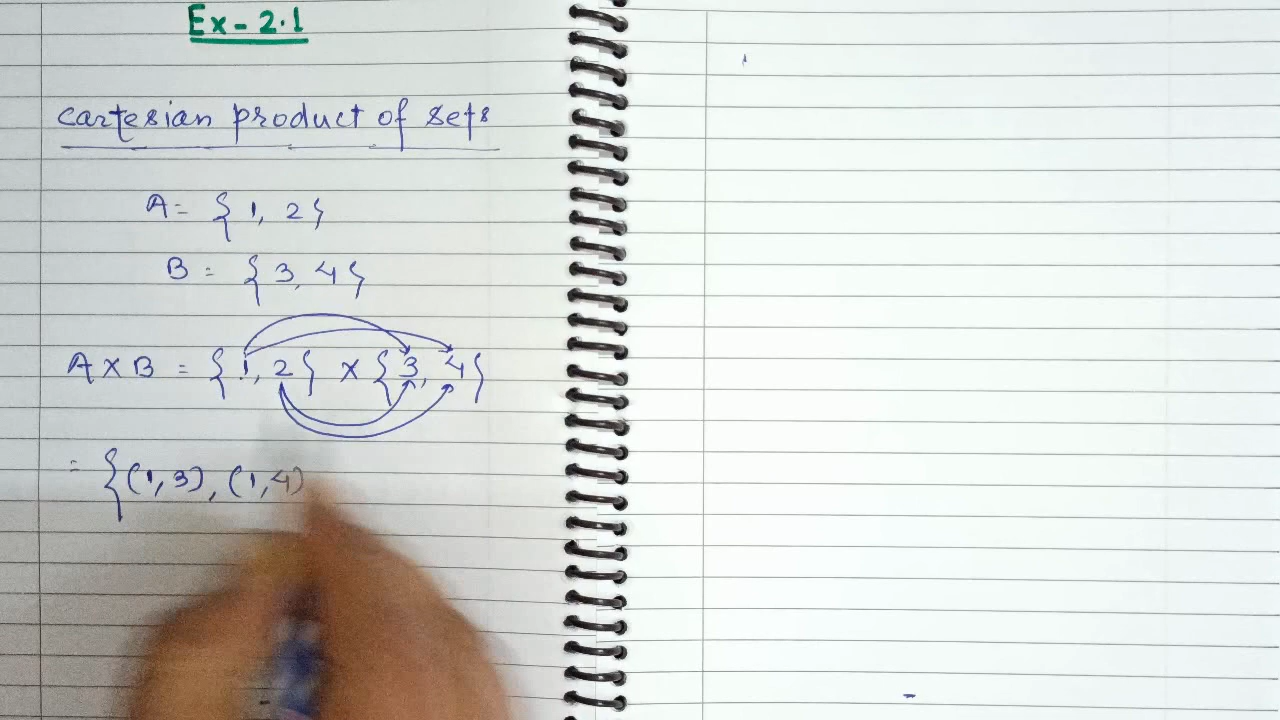 Ex - 2.1
Cartesian product of sets
A = { 1, 2 }
B = { 3, 4 }
A X B = { 1, 2 } X { 3, 4 }
= { (1, 3), (1, 4)